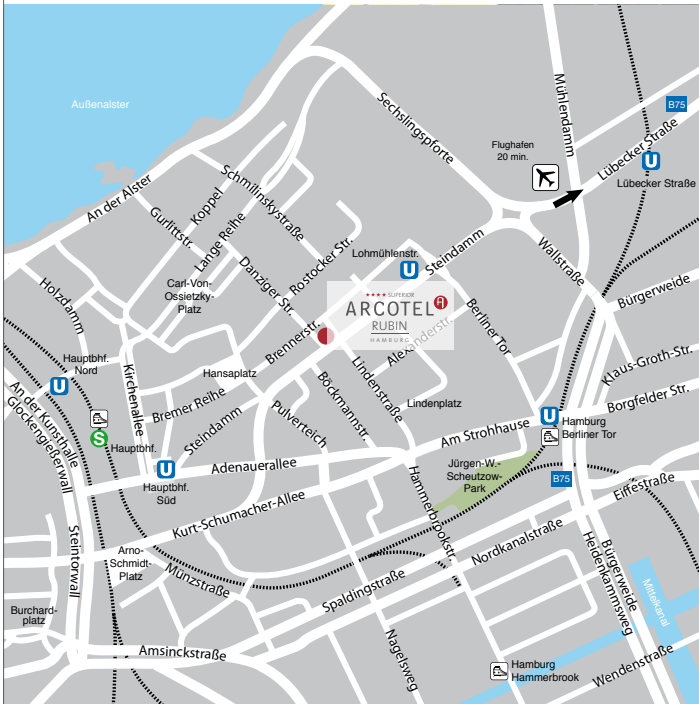 Außenalster
Sechslingspforte
Mühlendamm
B75
Flughafen
20 min.
Lübecker Straße
U
Lübecker Straße
An der Alster
Schmilinskystraße
Koppel
Gurlittstr.
Lange Reihe
Rostocker Str.
Danziger Str.
Lohmühlenstr.
U
Steindamm
Wallstraße
Holzdamm
Carl-Von-
Ossietzky-
Platz
★★★★ SUPERIOR
ARCOTEL
RUBIN
HAMBURG
Bürgerweide
Brennerstr.
Alexanderstr.
Berliner Tor
Klaus-Groth-Str.
Hauptbhf.
Nord
U
Kirchenallee
Hansaplatz
Bremer Reihe
Lindenstraße
Böckmannstr.
Lindenplatz
Borgfelder Str.
An der Kunsthalle
Glockengießerwall
S
Hauptbhf.
Steindamm
Pulverteich
Am Strohhause
U
Hamburg
Berliner Tor
U
Hauptbhf.
Süd
Adenauerallee
Jürgen-W.-
Scheutzow-
Park
B75
Eiffestraße
Kurt-Schumacher-Allee
Hammerbrookstr.
Nordkanalstraße
Steintorwall
Arno-
Schmidt-
Platz
Münzstraße
Spaldingstraße
Bürgerweide
Heidenkammsweg
Mittelkanal
Burchard-
platz
Amsinckstraße
Nagelsweg
Hamburg
Hammerbrook
Wendenstraße